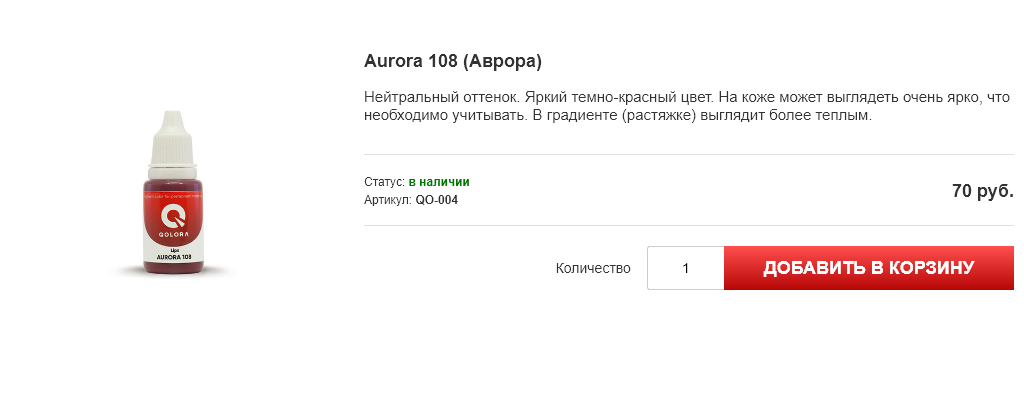 Aurora 108 (Аврора)
Нейтральный оттенок. Яркий темно-красный цвет. На коже может выглядеть очень ярко, что
необходимо учитывать. В градиенте (растяжке) выглядит более теплым.
Статус: в наличии
Артикул: QO-004
70 руб.
Количество
1
ДОБАВИТЬ В КОРЗИНУ
QOLORA
Lips
AURORA 108